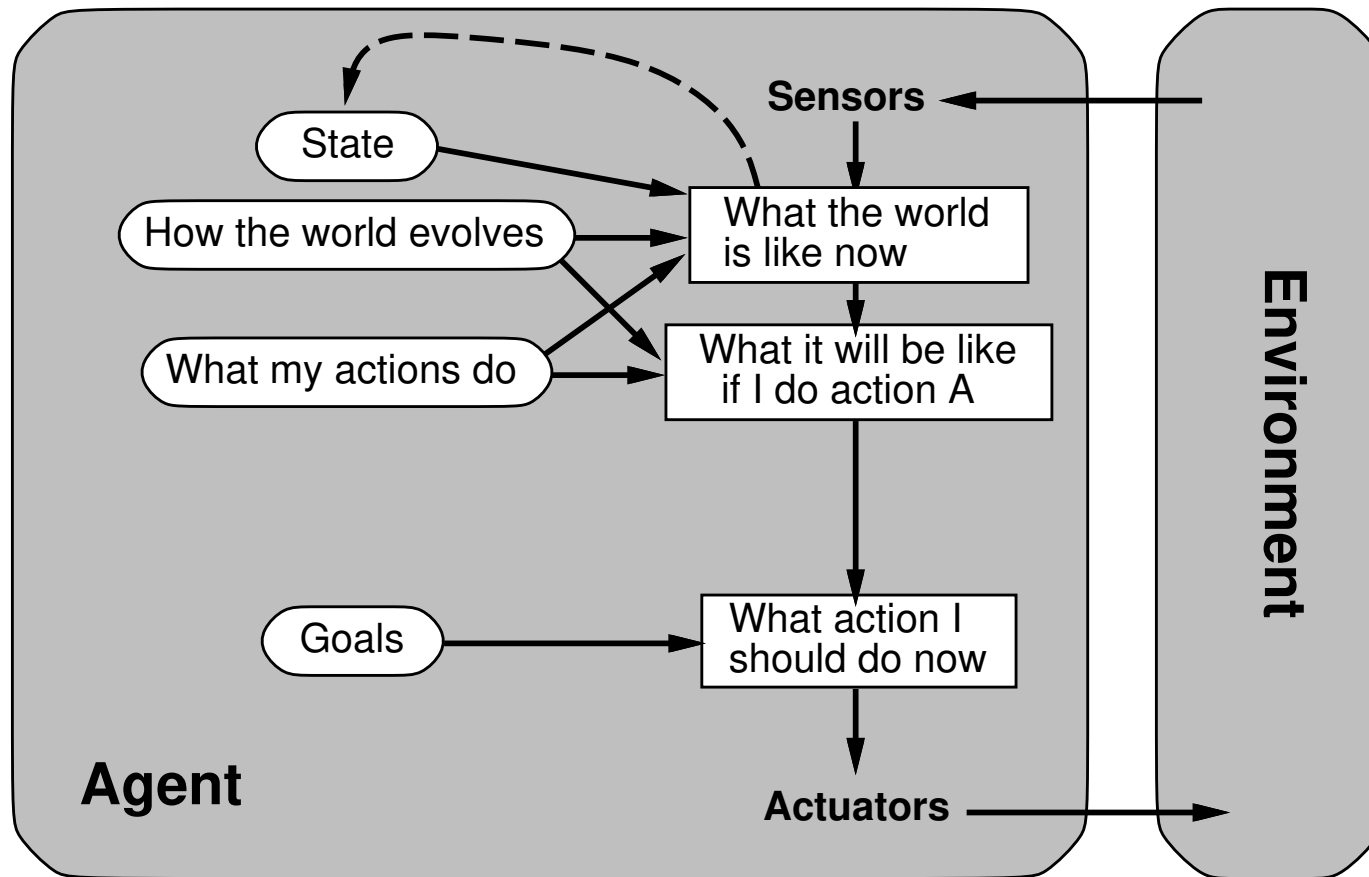 Sensors
State
What the world
is like now
How the world evolves
What it will be like
if I do action A
What my actions do
Environment
What action I
should do now
Goals
Agent
Actuators